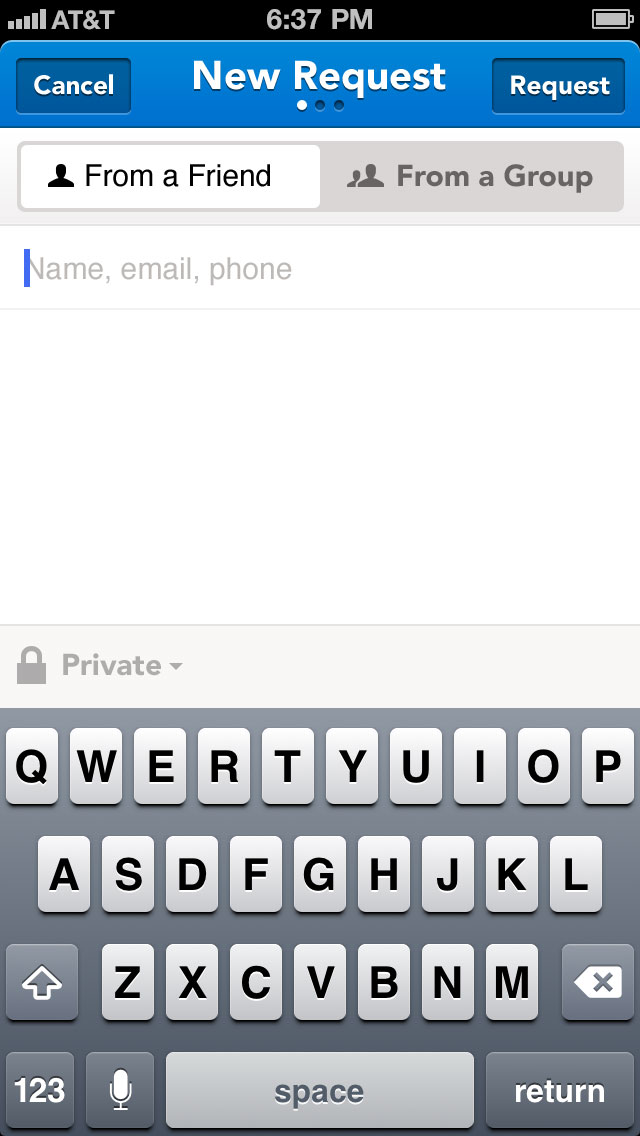 AT&T 6:37 PM
Cancel New Request Request
From a Friend From a Group
Name, email, phone
Private
Q W E R T Y U I O P
A S D F G H J K L
Z X C V B N M
123 space return